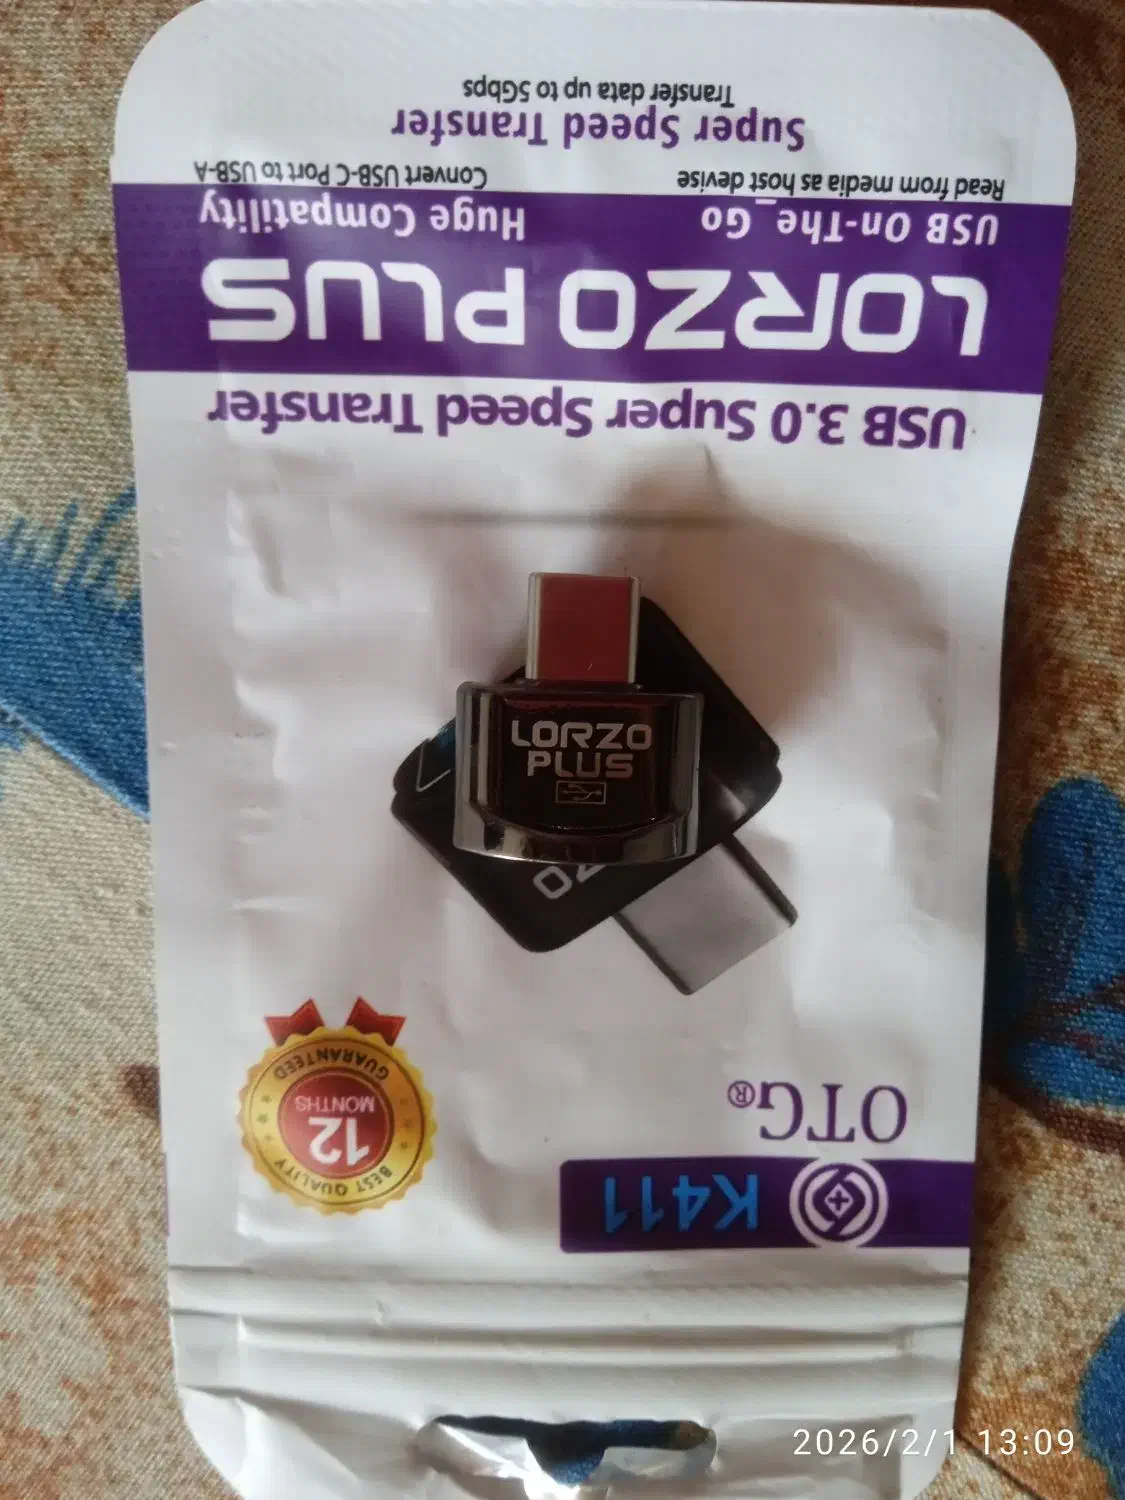 K411
OTG®
BEST QUALITY
12
MONTHS
GUARANTEED
ZO
LORZO
PLUS
USB 3.0 Super Speed Transfer
LORZO PLUS
USB On-The_Go
Read from media as host devise
Huge Compatility
Convert USB-C Port to USB-A
Super Speed Transfer
Transfer data up to 5Gbps
2026/2/1 13:09